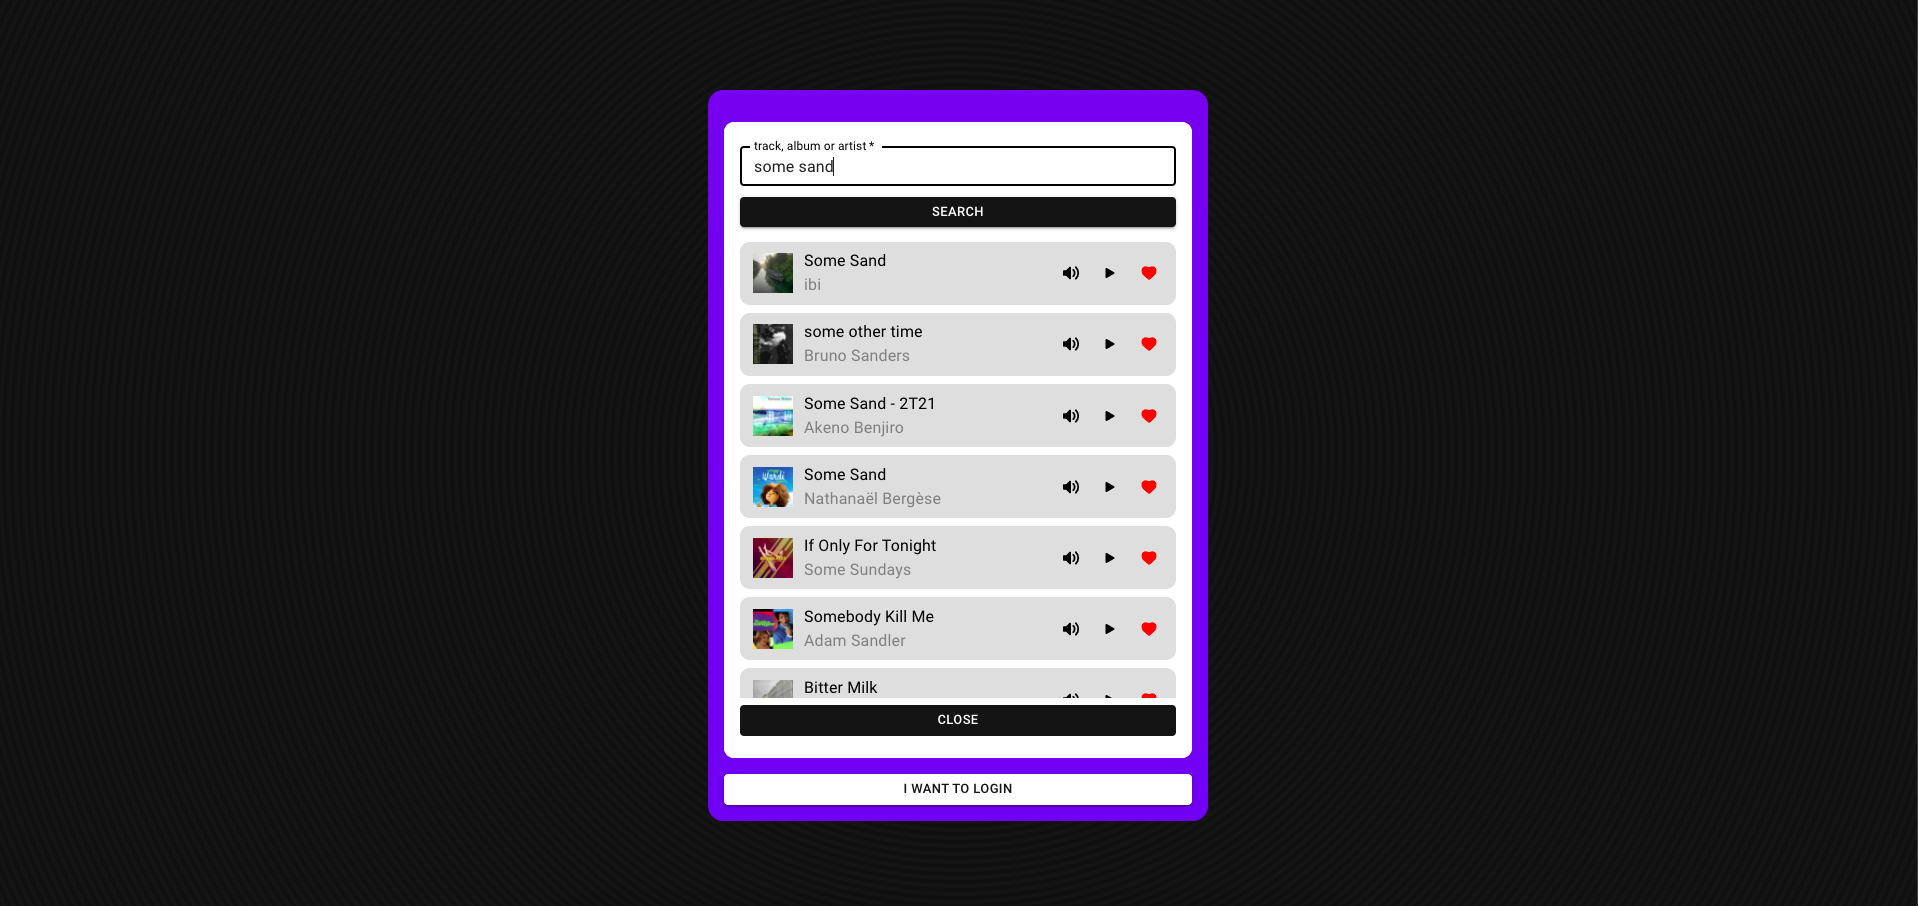 track, album or artist *
some sand
SEARCH
Some Sand
ibi
some other time
Bruno Sanders
Some Sand - 2T21
Akeno Benjiro
Some Sand
Nathanaël Bergèse
If Only For Tonight
Some Sundays
Somebody Kill Me
Adam Sandler
Bitter Milk
CLOSE
I WANT TO LOGIN